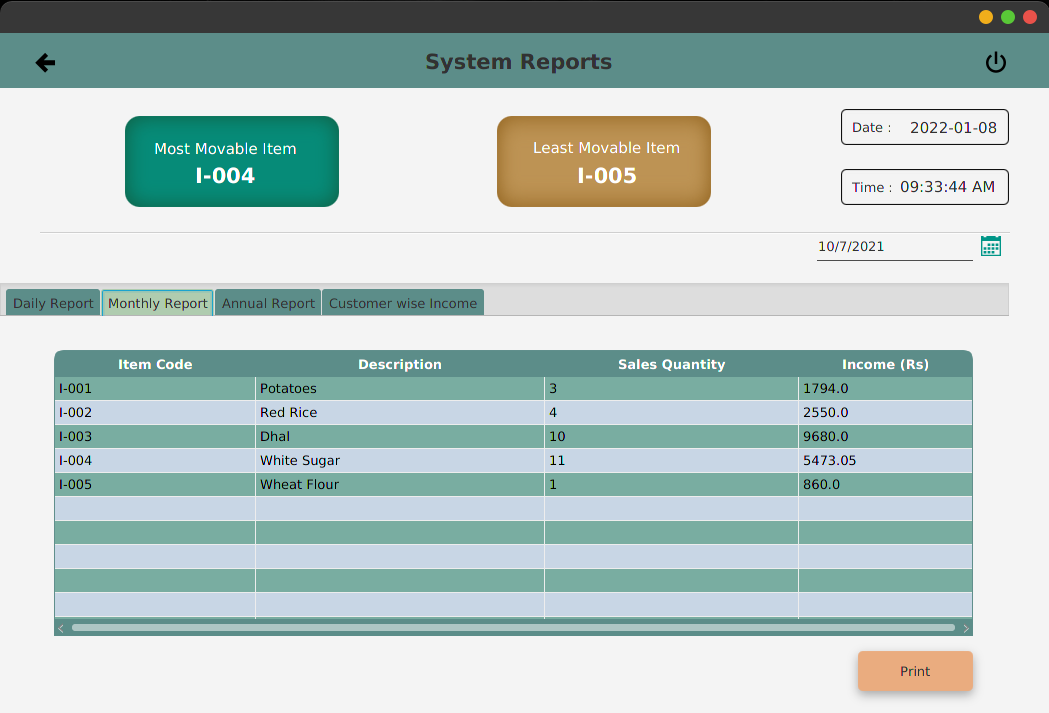 System Reports
Most Movable Item
I-004
Least Movable Item
I-005
Date : 2022-01-08
Time : 09:33:44 AM
10/7/2021
Daily Report Monthly Report Annual Report Customer wise Income
Item Code Description Sales Quantity Income (Rs)
I-001 Potatoes 3 1794.0
I-002 Red Rice 4 2550.0
I-003 Dhal 10 9680.0
I-004 White Sugar 11 5473.05
I-005 Wheat Flour 1 860.0
Print